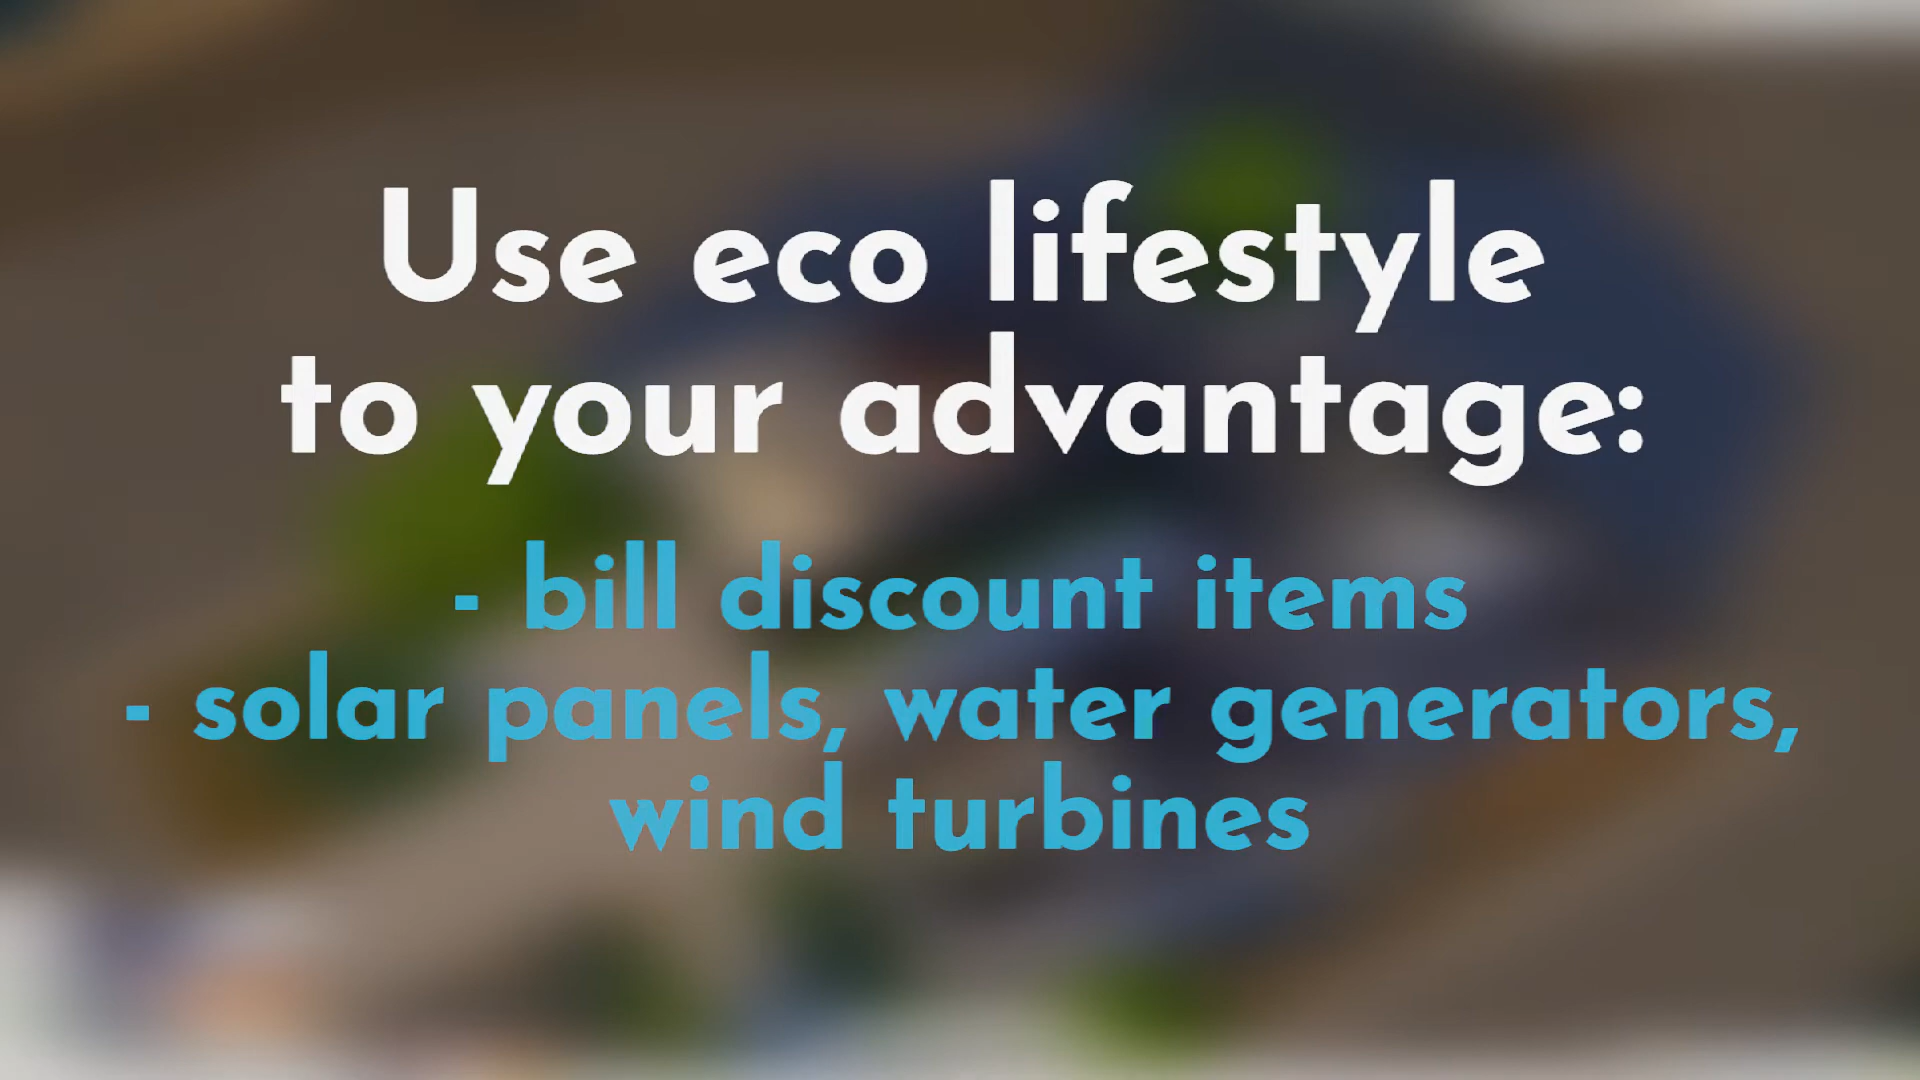 Use eco lifestyle
to your advantage:
- bill discount items
- solar panels, water generators,
wind turbines